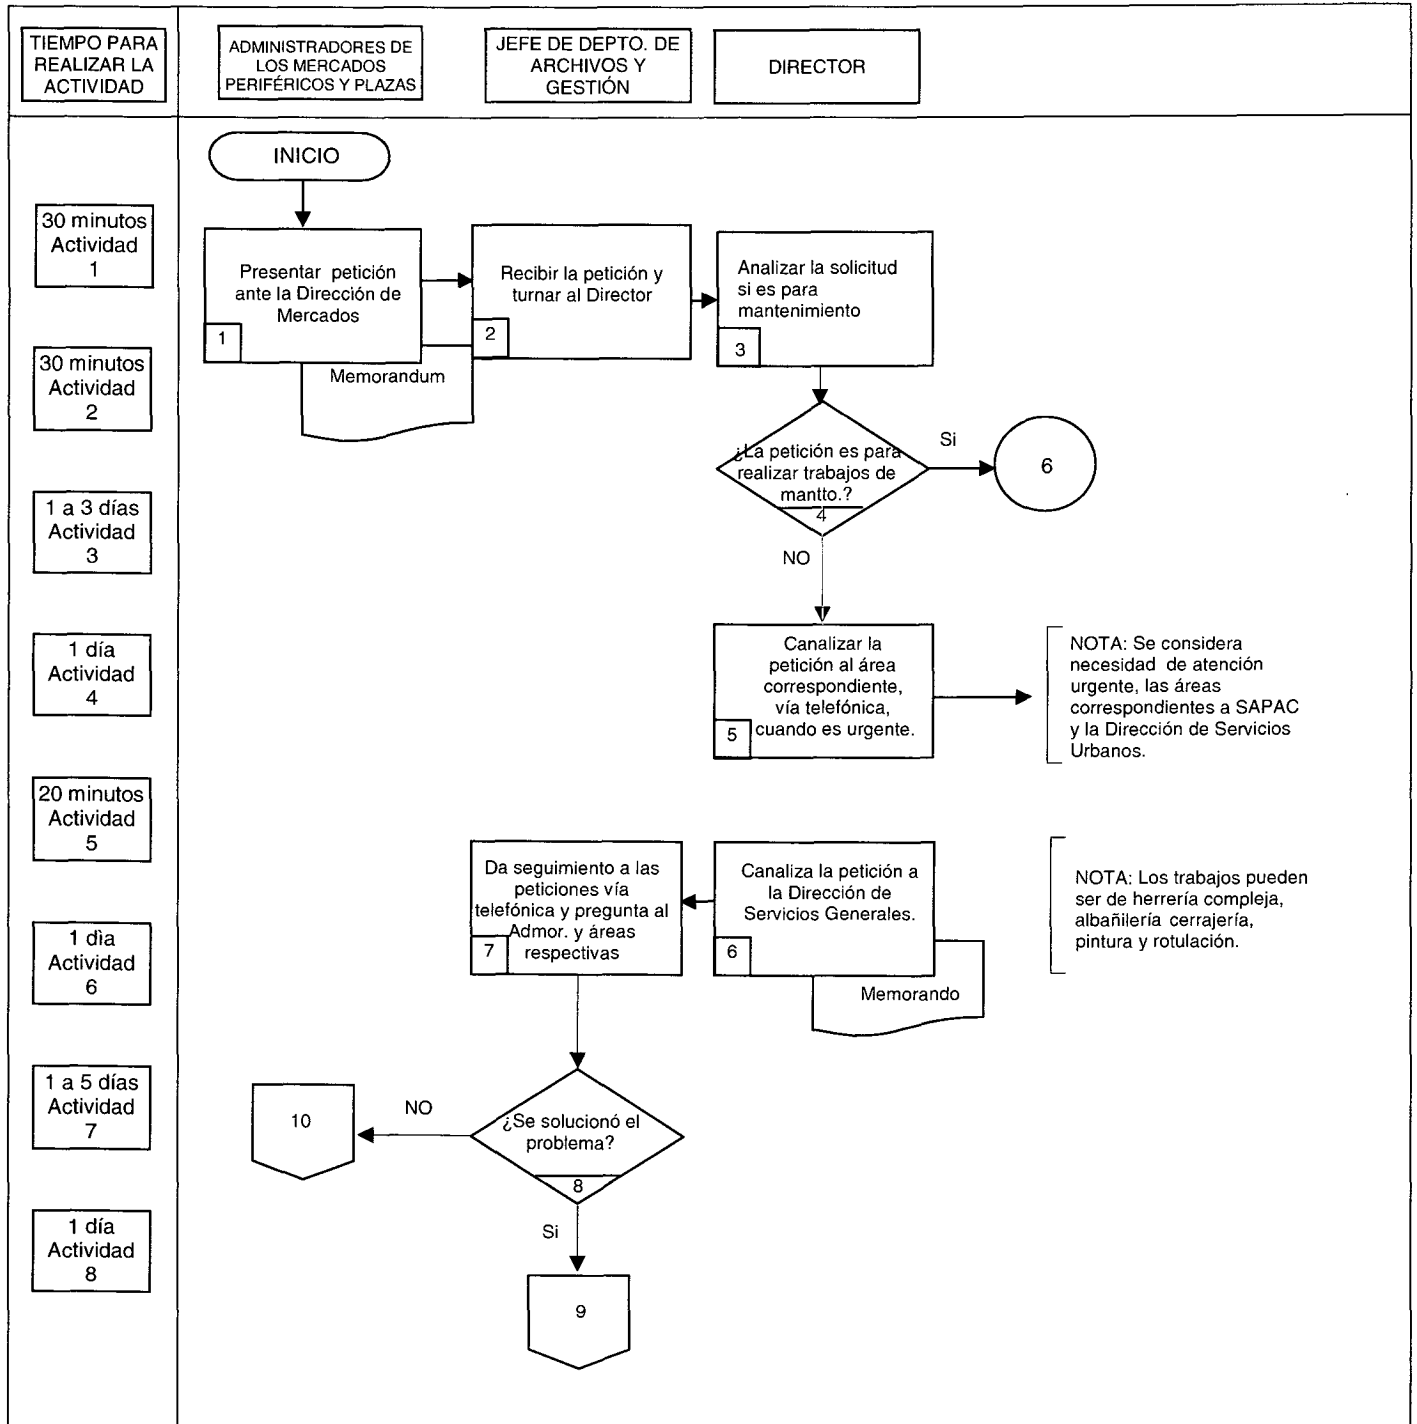 TIEMPO PARA
REALIZAR LA
ACTIVIDAD
ADMINISTRADORES DE
LOS MERCADOS
PERIFÉRICOS Y PLAZAS
JEFE DE DEPTO. DE
ARCHIVOS Y
GESTIÓN
DIRECTOR
INICIO
30 minutos
Actividad
1
Presentar petición
ante la Dirección de
Mercados
1
Memorandum
Recibir la petición y
turnar al Director
2
Analizar la solicitud
si es para
mantenimiento
3
30 minutos
Actividad
2
¿La petición es para
realizar trabajos de
mantto.?
4
Si
6
NO
1 a 3 días
Actividad
3
1 día
Actividad
4
Canalizar la
petición al área
correspondiente,
vía telefónica,
cuando es urgente.
5
NOTA: Se considera
necesidad de atención
urgente, las áreas
correspondientes a SAPAC
y la Dirección de Servicios
Urbanos.
20 minutos
Actividad
5
Da seguimiento a las
peticiones vía
telefónica y pregunta al
Admor. y áreas
respectivas
7
Canaliza la petición a
la Dirección de
Servicios Generales.
6
Memorando
NOTA: Los trabajos pueden
ser de herrería compleja,
albañilería cerrajería,
pintura y rotulación.
1 dìa
Actividad
6
1 a 5 días
Actividad
7
10
NO
¿Se solucionó el
problema?
8
Si
9
1 día
Actividad
8